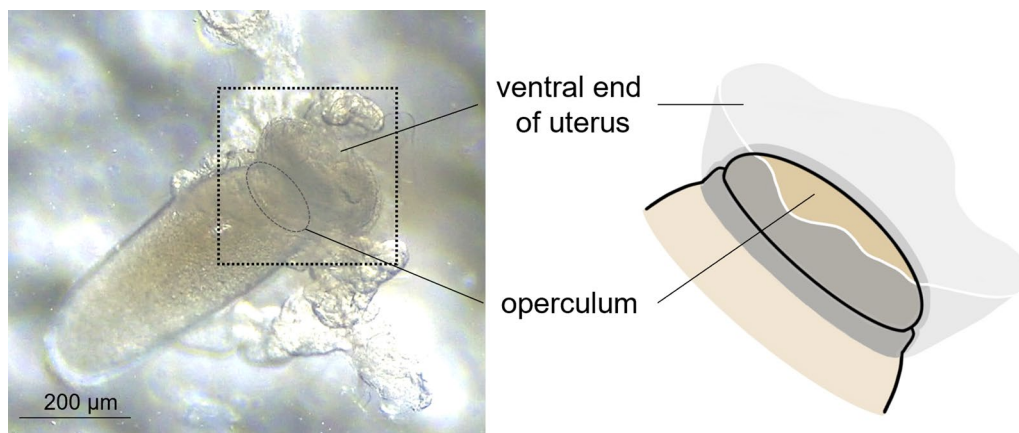 ventral end
of uterus
operculum
200 µm